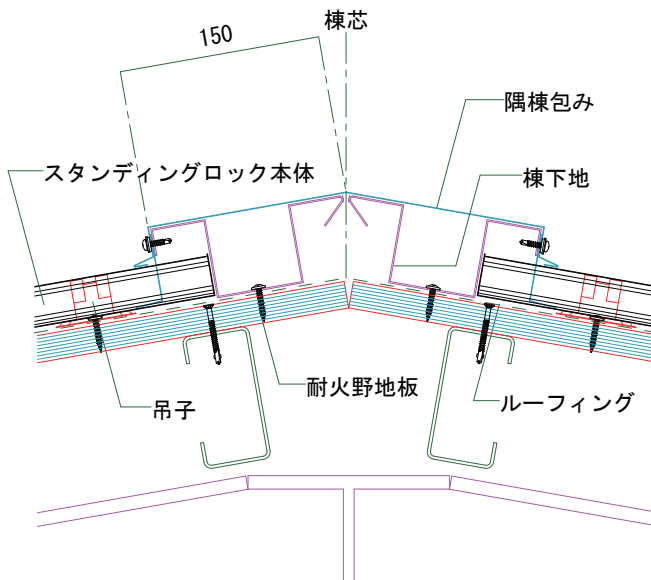 棟芯
150
隅棟包み
スタンディングロック本体
棟下地
吊子
耐火野地板
ルーフィング